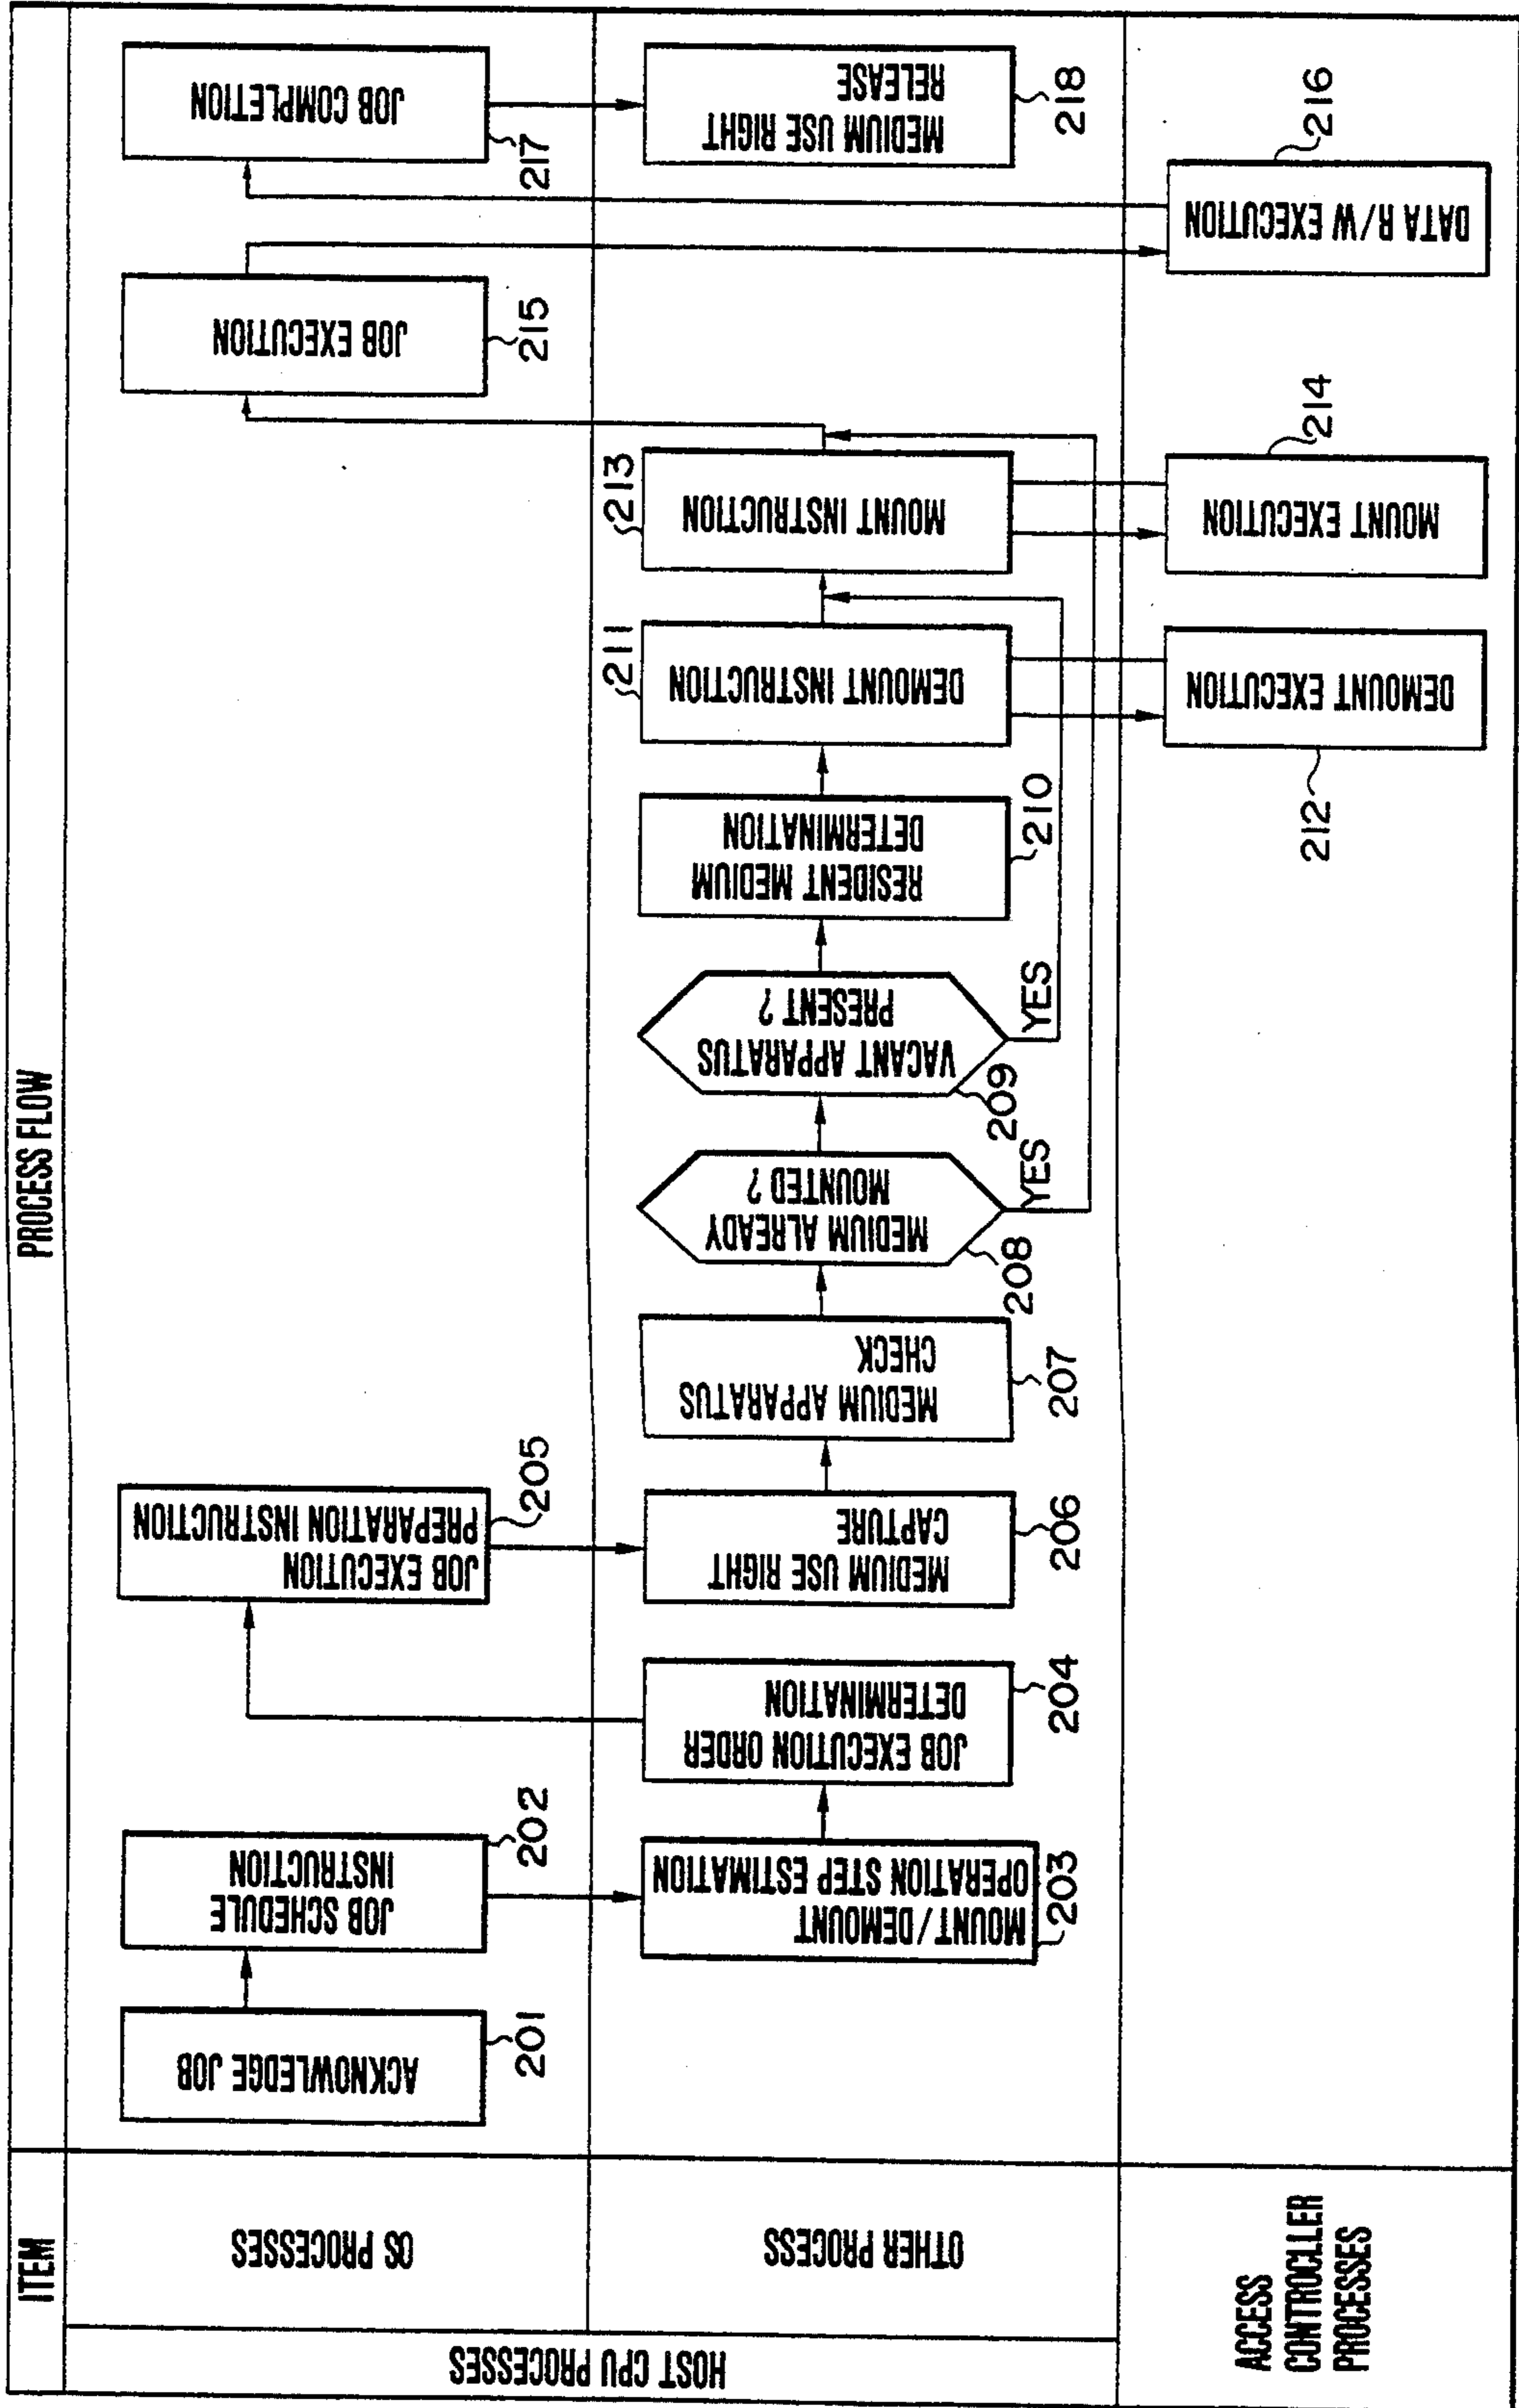 ITEM
PROCESS FLOW
HOST CPU PROCESSES
OS PROCESSES
ACKNOWLEDGE JOB
201
JOB SCHEDULE
INSTRUCTION
202
JOB EXECUTION
PREPARATION INSTRUCTION
205
JOB EXECUTION
215
JOB COMPLETION
217
OTHER PROCESS
MOUNT/DEMOUNT
OPERATION STEP ESTIMATION
203
JOB EXECUTION ORDER
DETERMINATION
204
MEDIUM USE RIGHT
CAPTURE
206
MEDIUM APPARATUS
CHECK
207
MEDIUM ALREADY
MOUNTED ?
208
YES
VACANT APPARATUS
PRESENT ?
209
YES
RESIDENT MEDIUM
DETERMINATION
210
DEMOUNT INSTRUCTION
211
MOUNT INSTRUCTION
213
MEDIUM USE RIGHT
RELEASE
218
ACCESS
CONTROCLLER
PROCESSES
DEMOUNT EXECUTION
212
MOUNT EXECUTION
214
DATA R/W EXECUTION
216